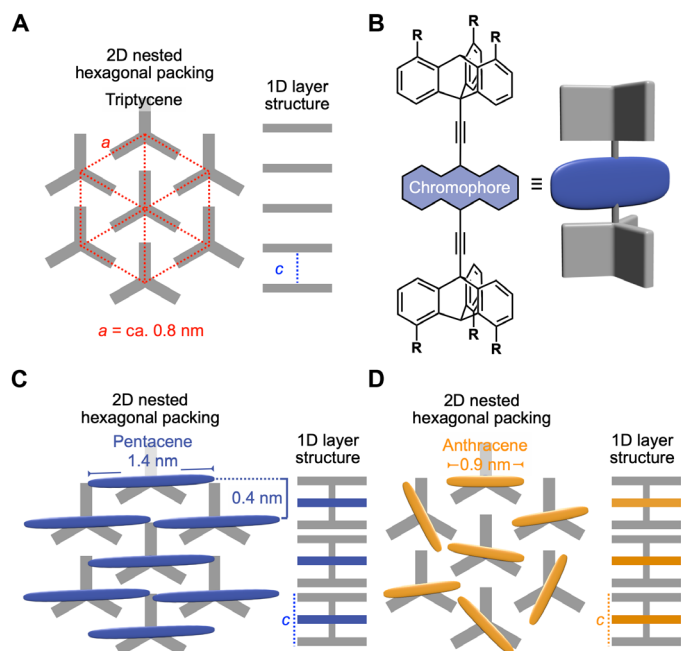 A
2D nested
hexagonal packing
Triptycene
1D layer
structure
a
c
a = ca. 0.8 nm
B
R
R
R
Chromophore
≡
R
R
R
C
2D nested
hexagonal packing
Pentacene
1.4 nm
0.4 nm
1D layer
structure
c
D
2D nested
hexagonal packing
Anthracene
0.9 nm
1D layer
structure
c